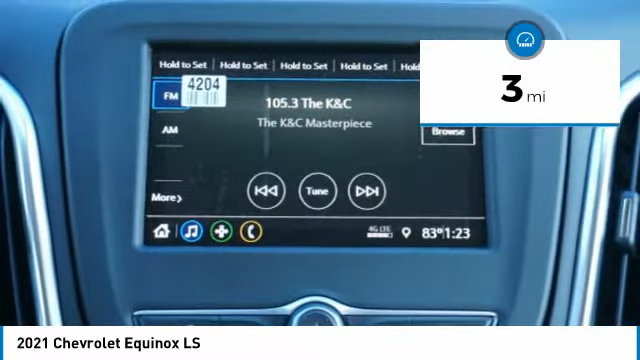 Hold to Set Hold to Set Hold to Set Hold to Set Hold
3 mi
FM
4204
105.3 The K&C
AM
The K&C Masterpiece
Browse
Tune
More>
4G LTE
83° 1:23
2021 Chevrolet Equinox LS